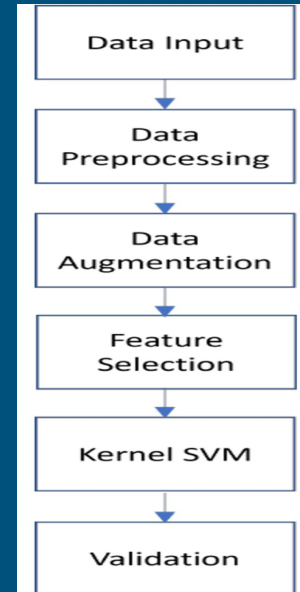 Data Input
Data
Preprocessing
Data
Augmentation
Feature
Selection
Kernel SVM
Validation